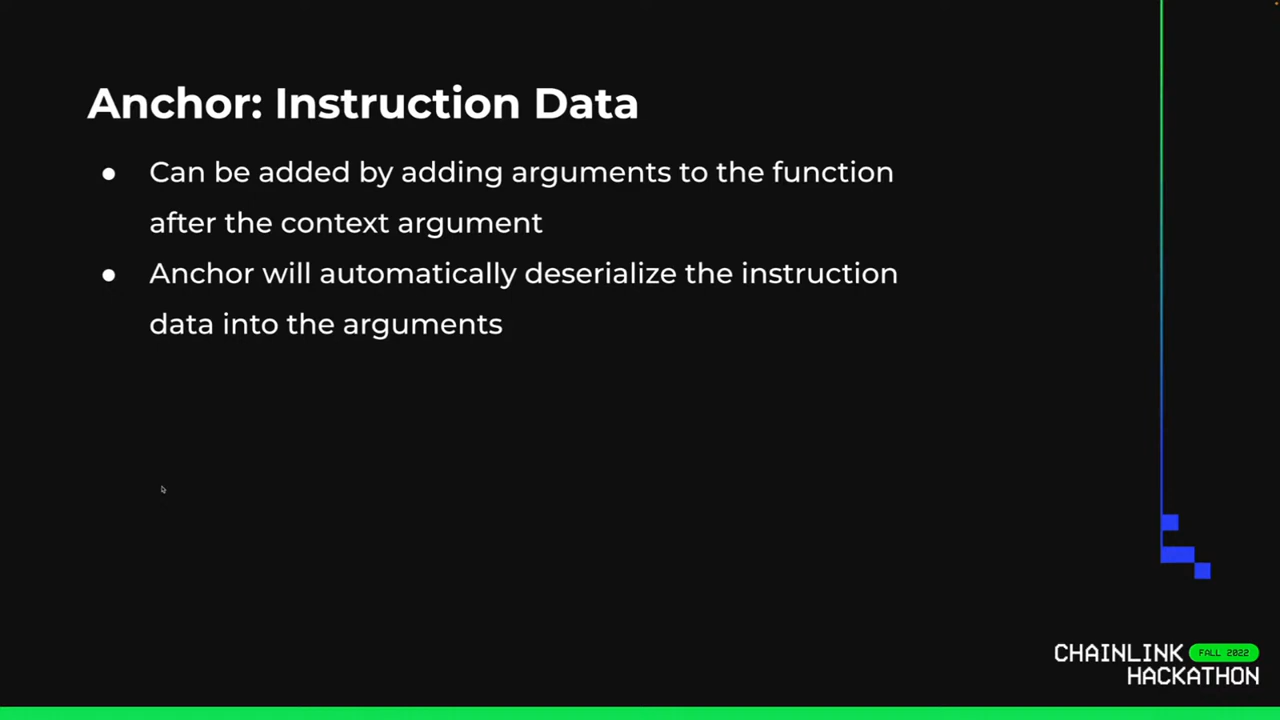 Anchor: Instruction Data
● Can be added by adding arguments to the function
after the context argument
● Anchor will automatically deserialize the instruction
data into the arguments
CHAINLINK FALL 2022
HACKATHON